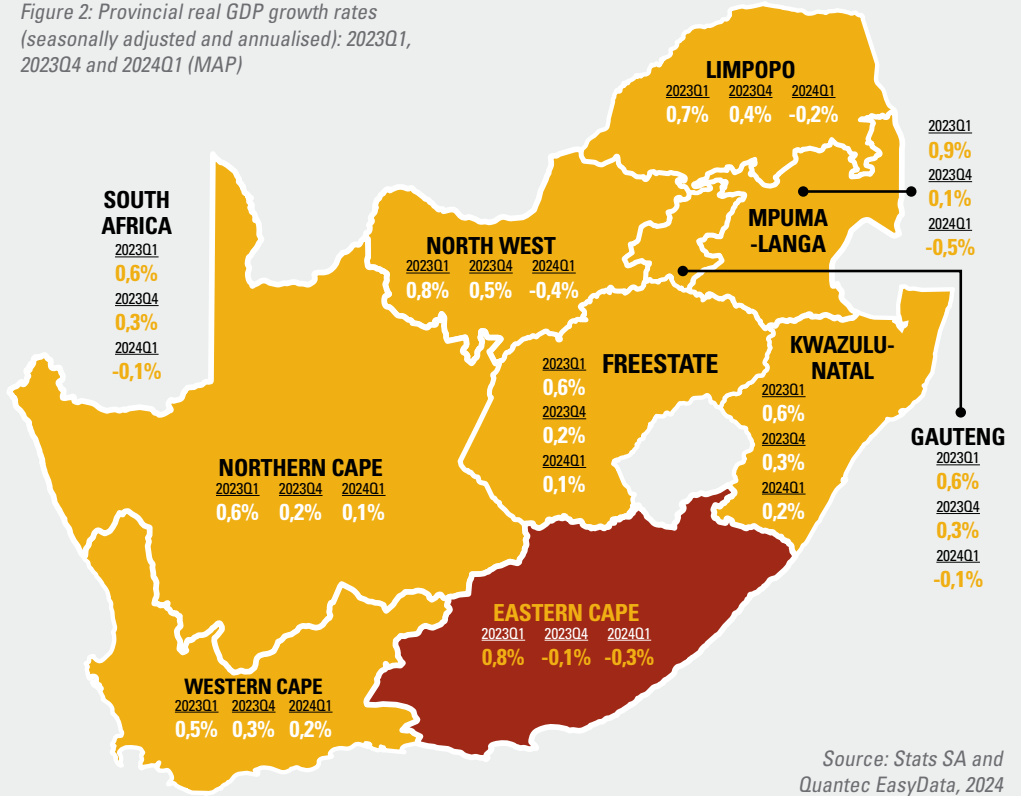 Figure 2: Provincial real GDP growth rates
(seasonally adjusted and annualised): 2023Q1,
2023Q4 and 2024Q1 (MAP)
LIMPOPO
2023Q1 2023Q4 2024Q1
0,7% 0,4% -0,2%
2023Q1
0,9%
2023Q4
0,1%
2024Q1
-0,5%
MPUMA
-LANGA
SOUTH
AFRICA
2023Q1
0,6%
2023Q4
0,3%
2024Q1
-0,1%
NORTH WEST
2023Q1 2023Q4 2024Q1
0,8% 0,5% -0,4%
FREESTATE
2023Q1
0,6%
2023Q4
0,2%
2024Q1
0,1%
KWAZULU-
NATAL
2023Q1
0,6%
2023Q4
0,3%
2024Q1
0,2%
GAUTENG
2023Q1
0,6%
2023Q4
0,3%
2024Q1
-0,1%
NORTHERN CAPE
2023Q1 2023Q4 2024Q1
0,6% 0,2% 0,1%
EASTERN CAPE
2023Q1 2023Q4 2024Q1
0,8% -0,1% -0,3%
WESTERN CAPE
2023Q1 2023Q4 2024Q1
0,5% 0,3% 0,2%
Source: Stats SA and
Quantec EasyData, 2024